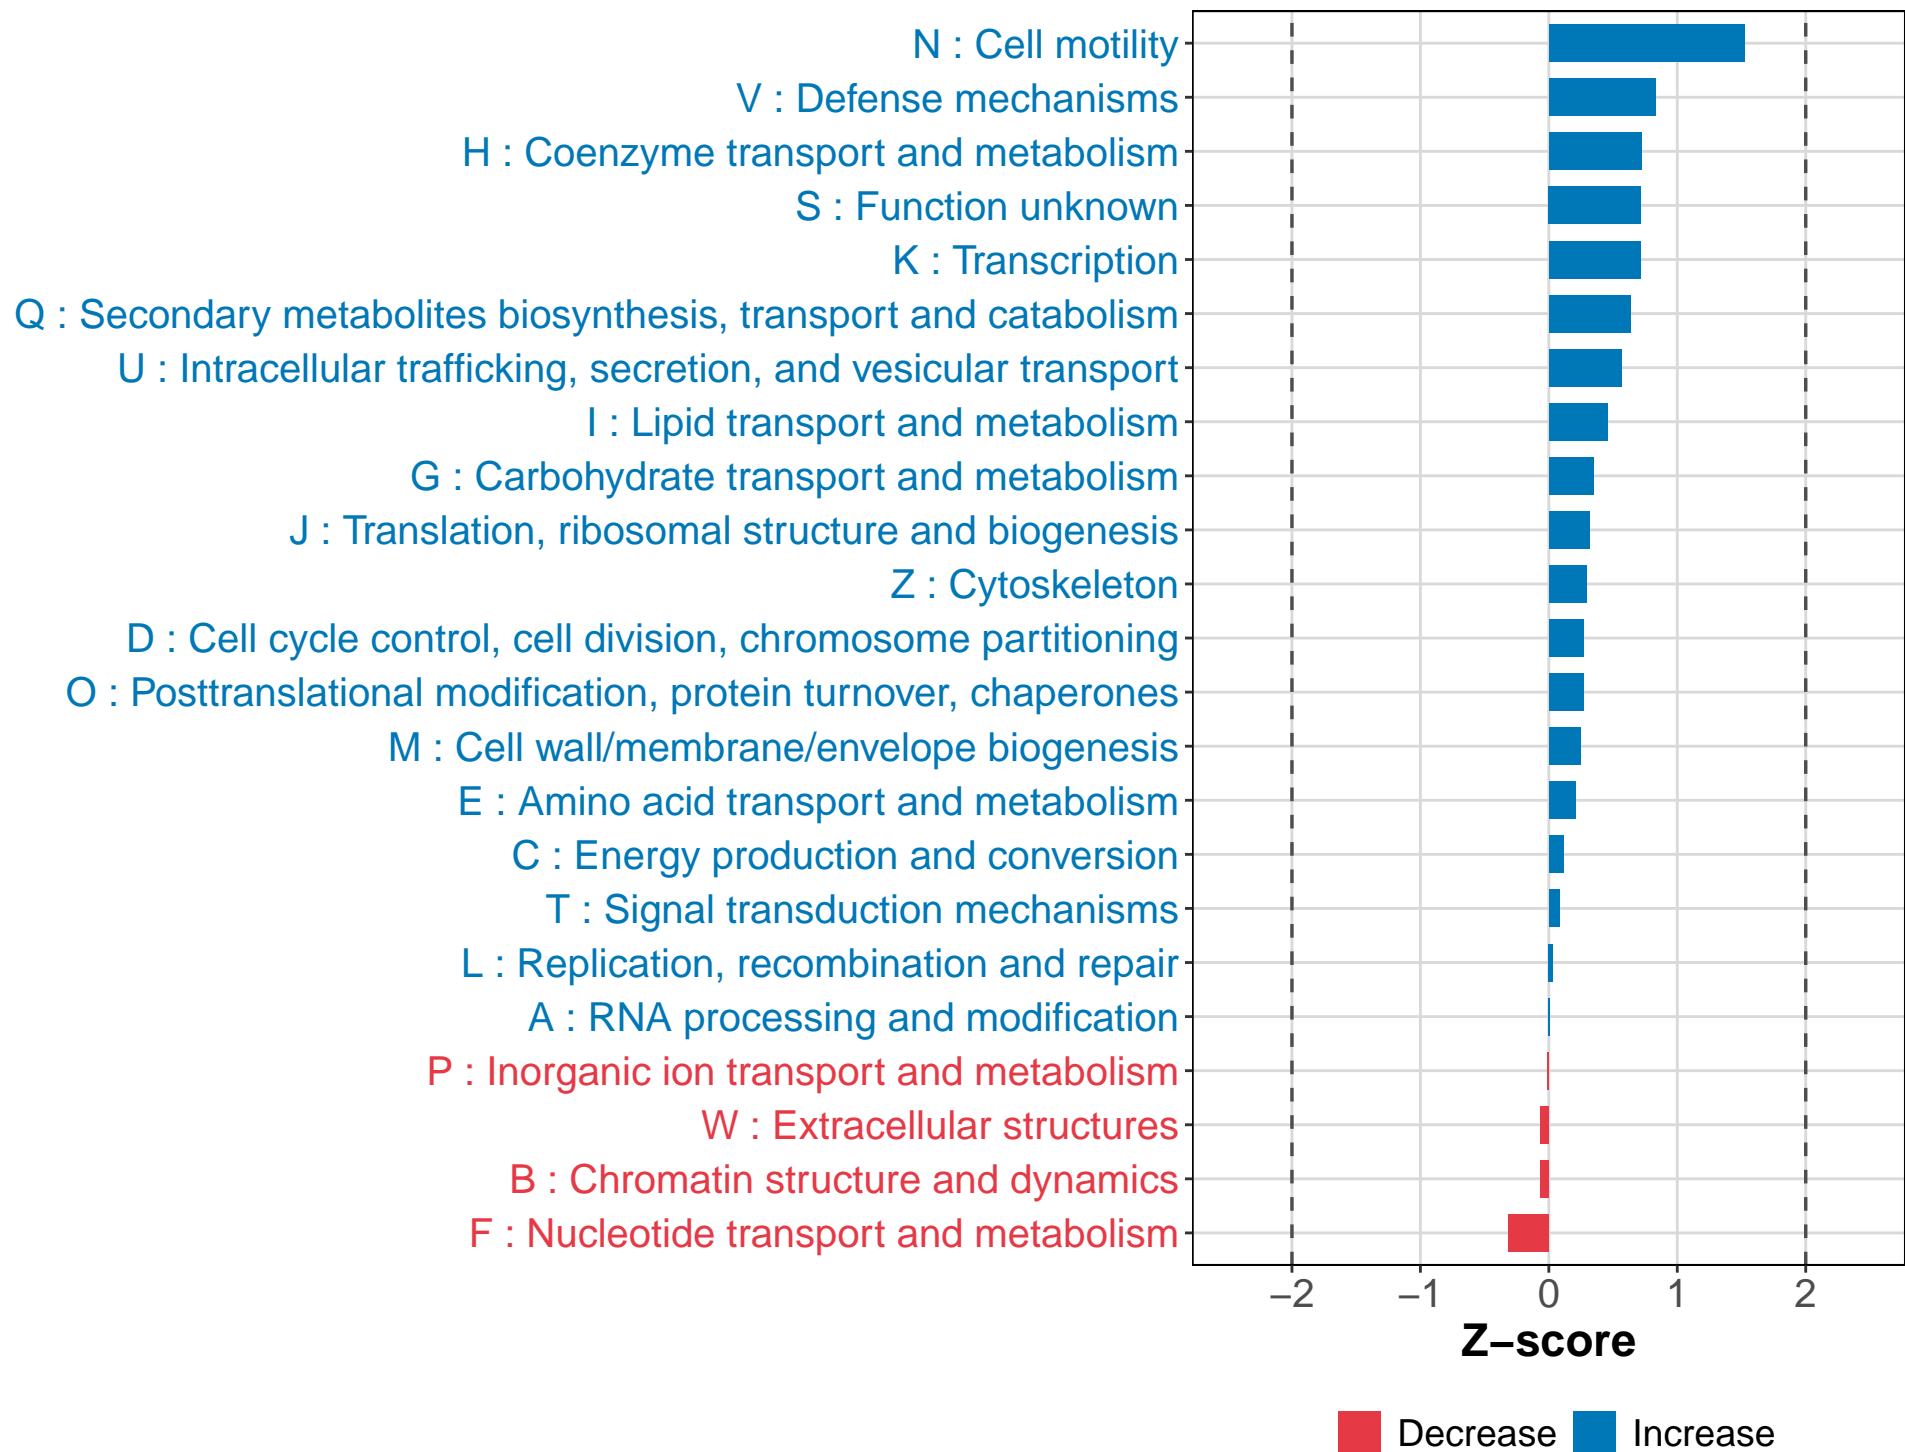 N : Cell motility
V : Defense mechanisms
H : Coenzyme transport and metabolism
S : Function unknown
K : Transcription
Q : Secondary metabolites biosynthesis, transport and catabolism
U : Intracellular trafficking, secretion, and vesicular transport
I : Lipid transport and metabolism
G : Carbohydrate transport and metabolism
J : Translation, ribosomal structure and biogenesis
Z : Cytoskeleton
D : Cell cycle control, cell division, chromosome partitioning
O : Posttranslational modification, protein turnover, chaperones
M : Cell wall/membrane/envelope biogenesis
E : Amino acid transport and metabolism
C : Energy production and conversion
T : Signal transduction mechanisms
L : Replication, recombination and repair
A : RNA processing and modification
P : Inorganic ion transport and metabolism
W : Extracellular structures
B : Chromatin structure and dynamics
F : Nucleotide transport and metabolism
−2 −1 0 1 2
Z−score
Decrease Increase